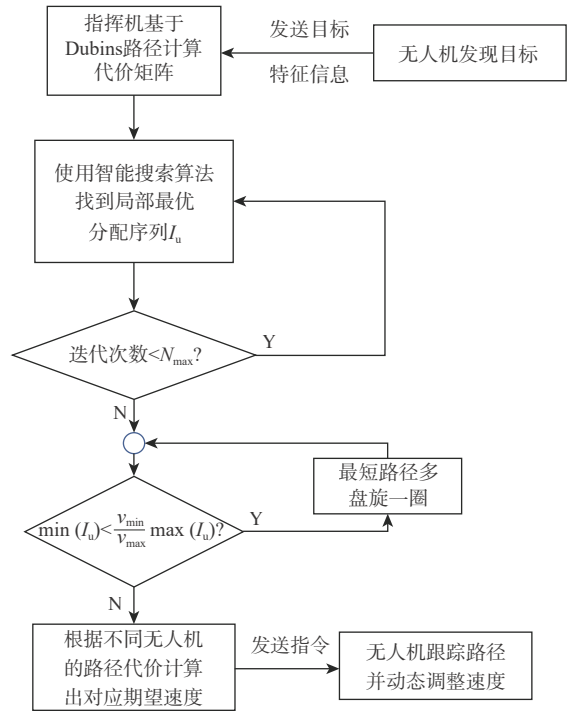 指挥机基于
Dubins路径计算
代价矩阵
发送目标
特征信息
无人机发现目标
使用智能搜索算法
找到局部最优
分配序列Iu
迭代次数<Nmax?
Y
N
最短路径多
盘旋一圈
min (Iu)<vmin/vmax max (Iu)?
Y
N
根据不同无人机
的路径代价计算
出对应期望速度
发送指令
无人机跟踪路径
并动态调整速度